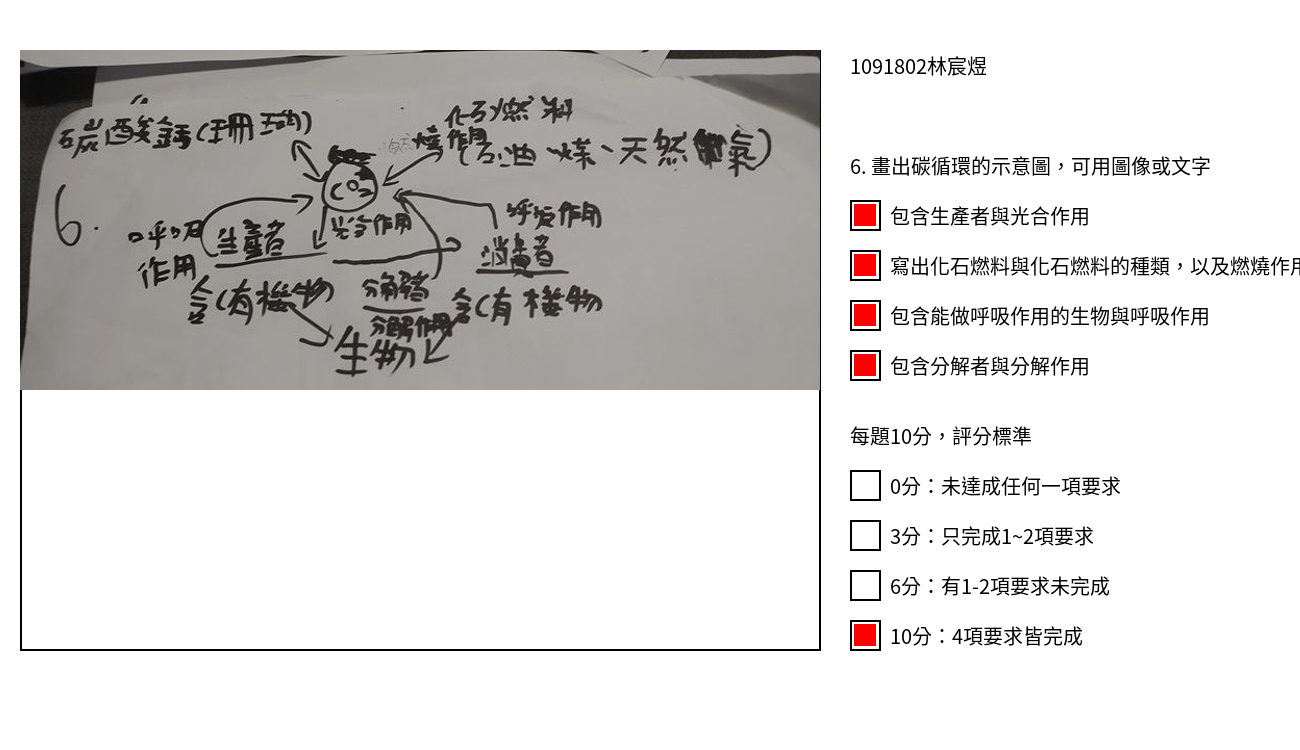 碳酸鈣(珊瑚)
化石燃料
燃燒作用
(石油、煤、天然氣)
CO2
6.
呼吸
作用
生產者
光合作用
呼吸作用
消費者
含(有機物
分解者
分解作用
含(有機物
生物
1091802林宸煜
6. 畫出碳循環的示意圖，可用圖像或文字
包含生產者與光合作用
寫出化石燃料與化石燃料的種類，以及燃燒作用
包含能做呼吸作用的生物與呼吸作用
包含分解者與分解作用
每題10分，評分標準
0分：未達成任何一項要求
3分：只完成1~2項要求
6分：有1-2項要求未完成
10分：4項要求皆完成